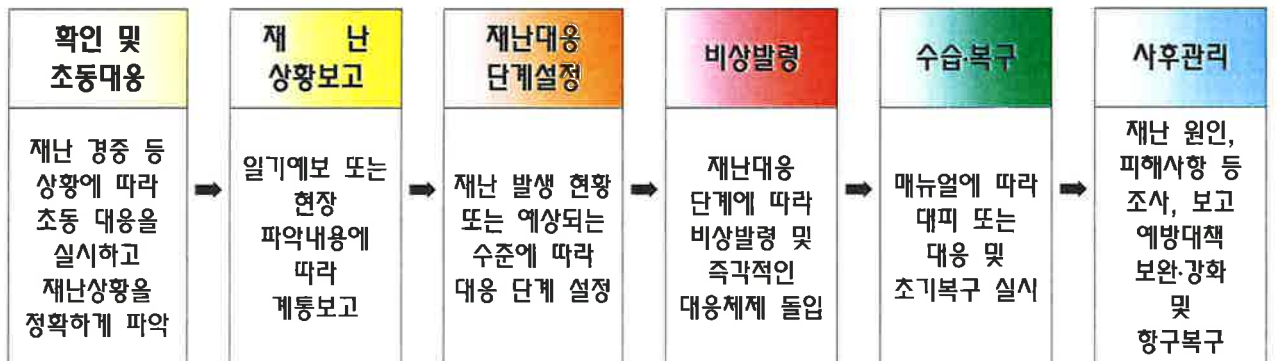 확인 및
초동대응
재난 경중 등
상황에 따라
초동 대응을
실시하고
재난상황을
정확하게 파악
재 난
상황보고
일기예보 또는
현장
파악내용에
따라
계통보고
재난대응
단계설정
재난 발생 현황
또는 예상되는
수준에 따라
대응 단계 설정
비상발령
재난대응
단계에 따라
비상발령 및
즉각적인
대응체제 돌입
수습·복구
매뉴얼에 따라
대피 또는
대응 및
초기복구 실시
사후관리
재난 원인,
피해사항 등
조사, 보고
예방대책
보완·강화
및
항구복구